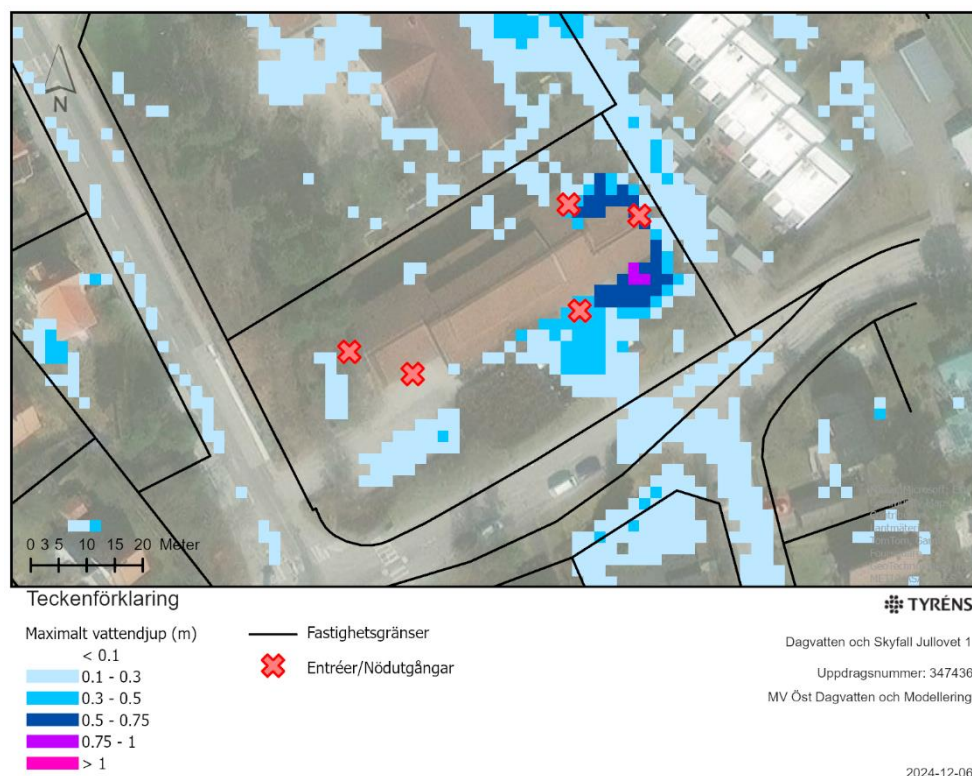 N
0 3 5 10 15 20 Meter
Teckenförklaring
Maximalt vattendjup (m)
< 0.1
0.1 - 0.3
0.3 - 0.5
0.5 - 0.75
0.75 - 1
> 1
Fastighetsgränser
Entréer/Nödutgångar
TYRÉNS
Dagvatten och Skyfall Jullovet 1
Uppdragsnummer: 347436
MV Öst Dagvatten och Modellering
2024-12-06